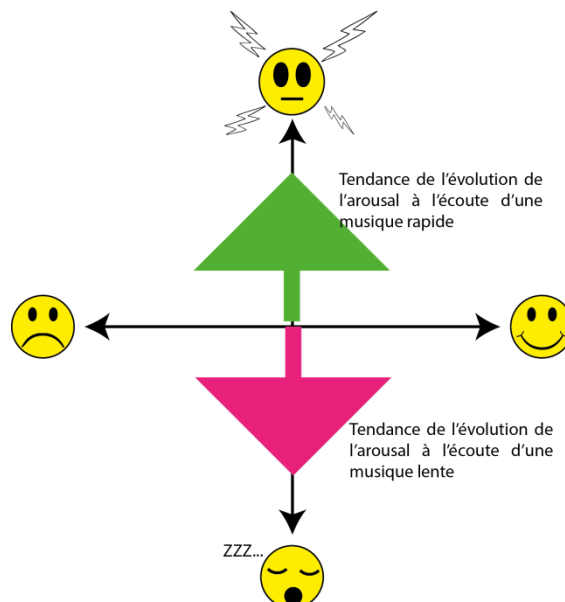 Tendance de l'évolution de
l'arousal à l'écoute d'une
musique rapide
Tendance de l'évolution de
l'arousal à l'écoute d'une
musique lente
ZZZ...